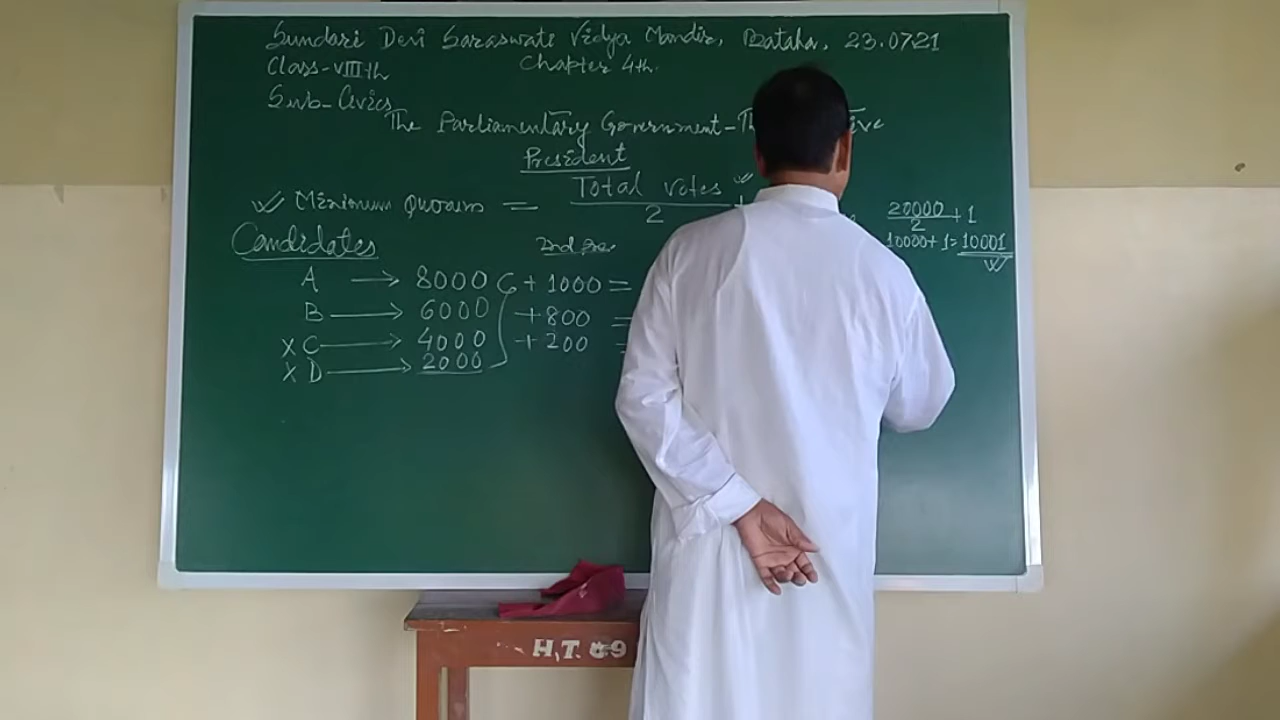 Sundari Devi Saraswati Vidya Mandir, Bataha, 23.07.21
Class-VIIIth
Chapter 4th.
Sub-Civics
The Parliamentary Government-
President
Minimum Quorum = Total votes
2
20000 + 1
2
10000+1=10001
Candidates
2nd Pre.
A → 8000 + 1000 =
B → 6000 +800 =
X C → 4000 +200 =
X D → 2000
H.T. 69